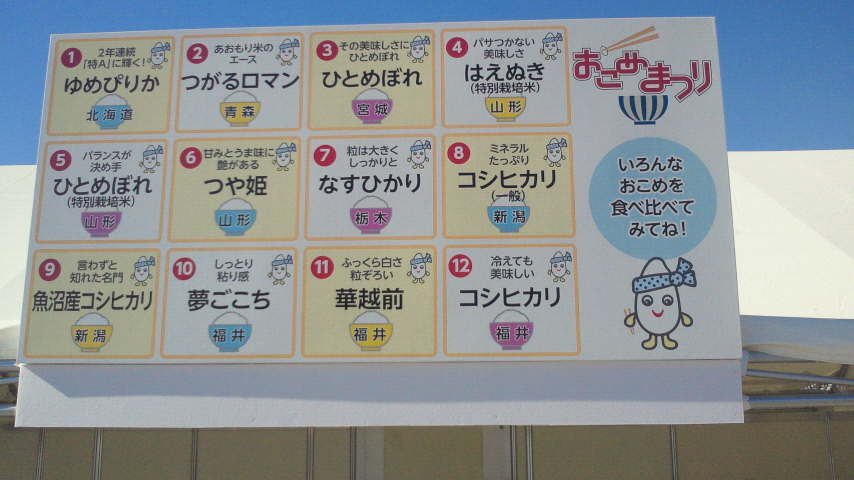 1
2年連続
「特A」に輝く!
ゆめぴりか
北海道
2
あおもり米の
エース
つがるロマン
青森
3
その美味しさに
ひとめぼれ
ひとめぼれ
宮城
4
パサつかない
美味しさ
はえぬき
(特別栽培米)
山形
おこめまつり
5
バランスが
決め手
ひとめぼれ
(特別栽培米)
山形
6
甘みとうま味に
艶がある
つや姫
山形
7
粒は大きく
しっかりと
なすひかり
栃木
8
ミネラル
たっぷり
コシヒカリ
(一般)
新潟
いろんな
おこめを
食べ比べて
みてね!
9
言わずと
知れた名門
魚沼産コシヒカリ
新潟
10
しっとり
粘り感
夢ごこち
福井
11
ふっくら白さ
粒ぞろい
華越前
福井
12
冷えても
美味しい
コシヒカリ
福井